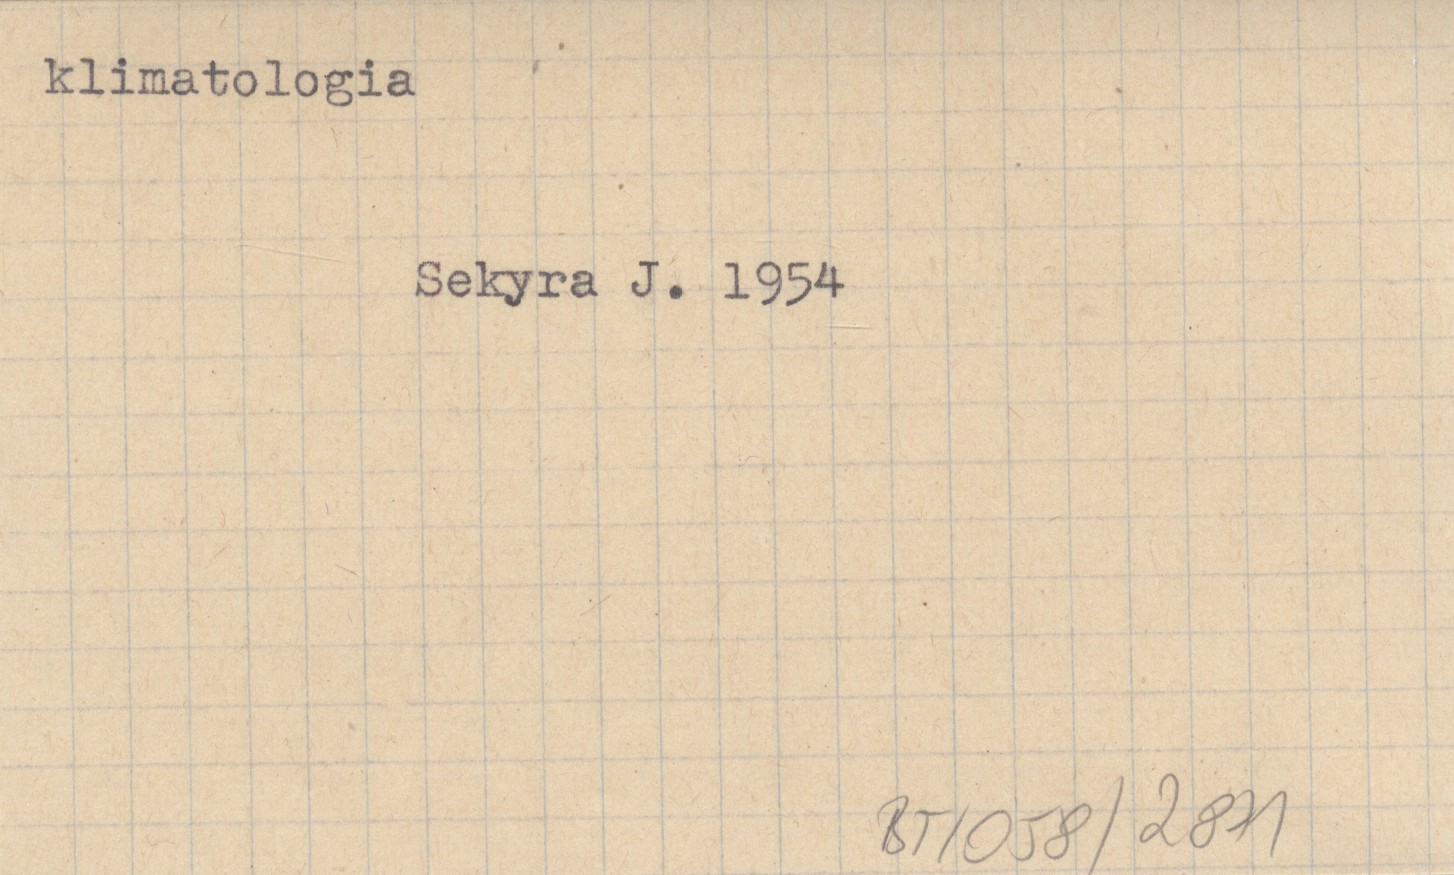 klimatologia
Sekyra J. 1954
BT/058/2871